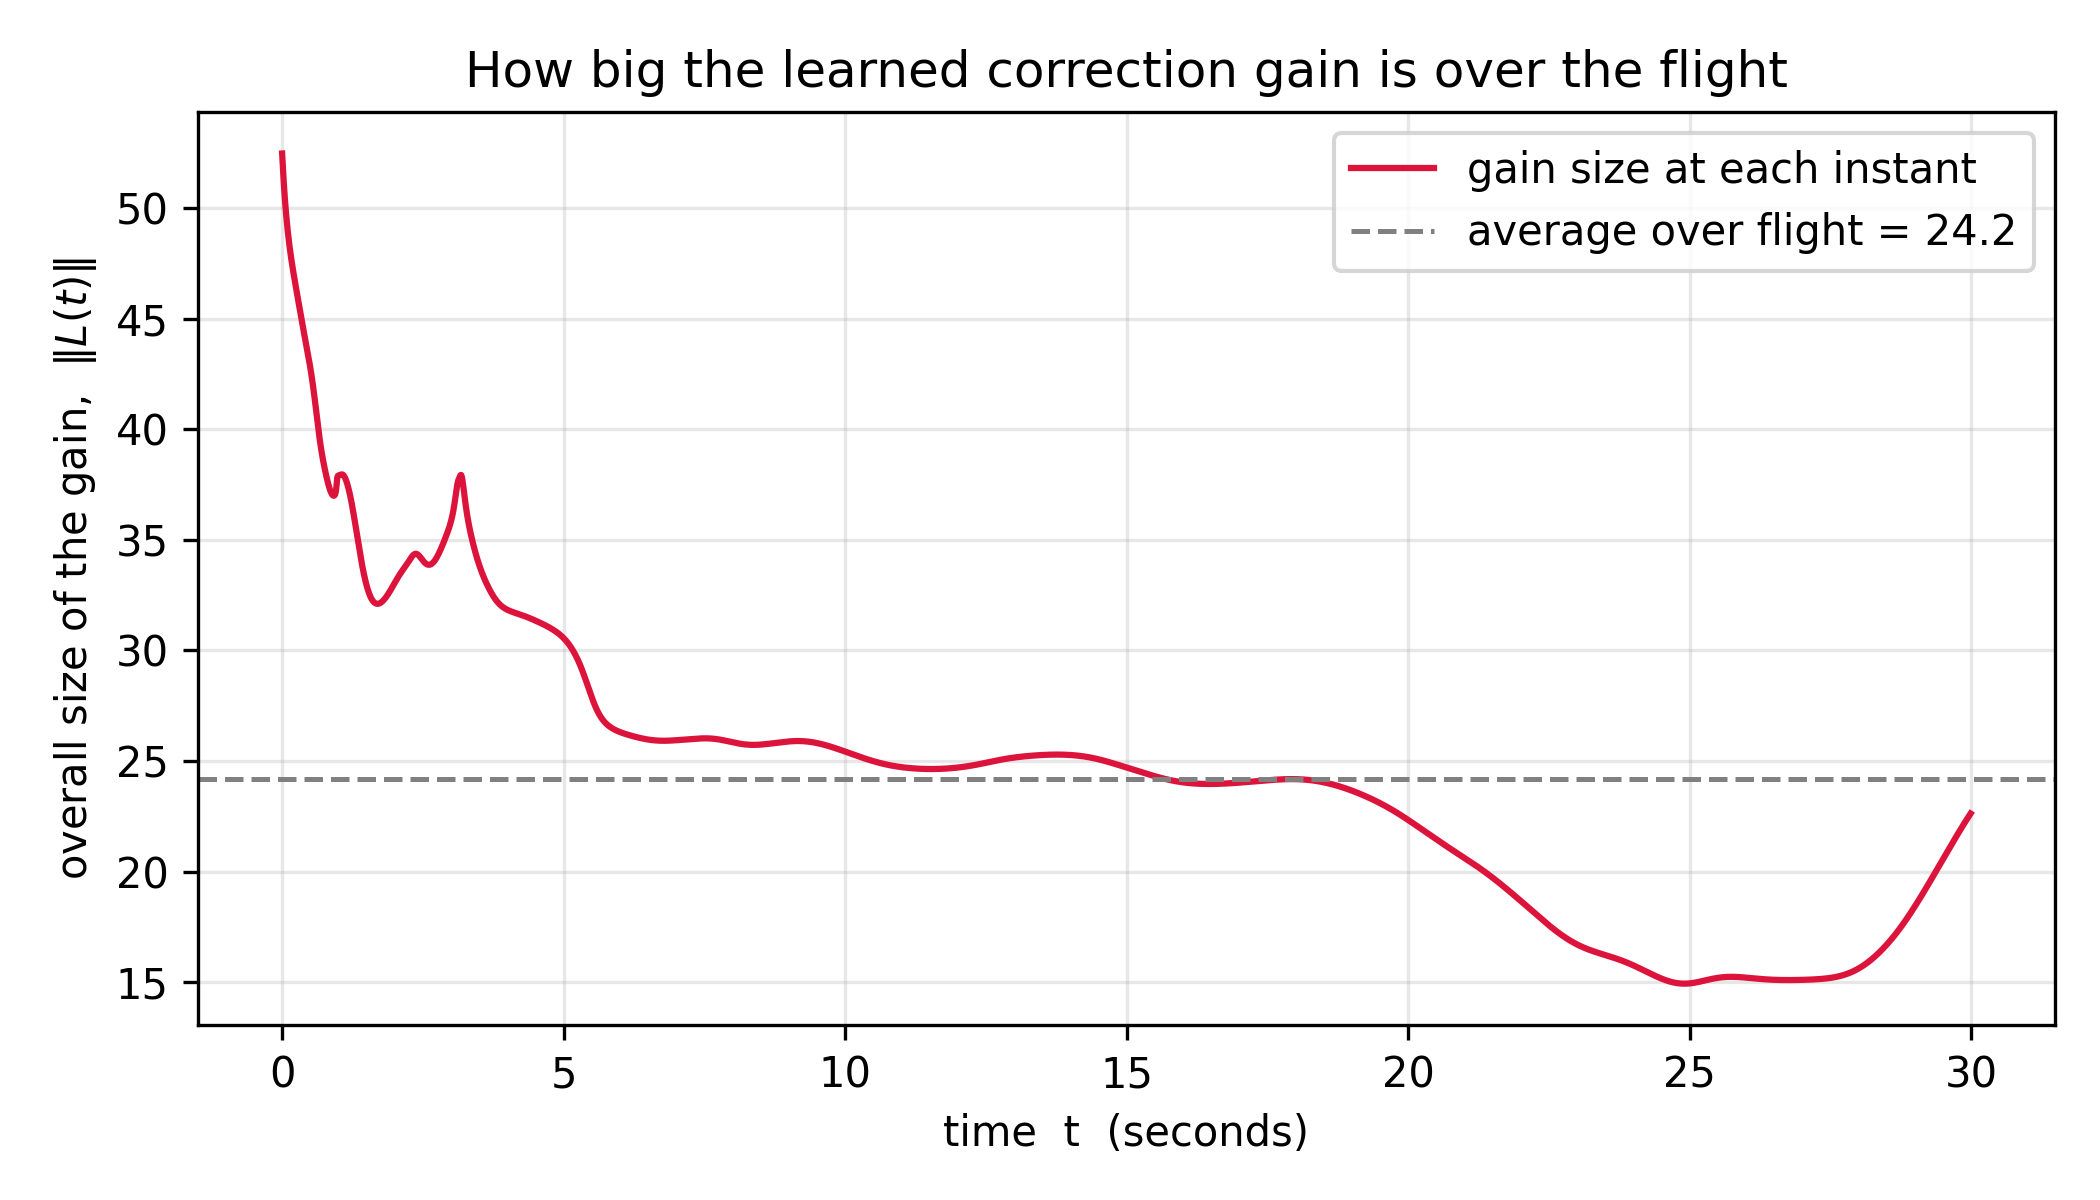 How big the learned correction gain is over the flight
gain size at each instant
average over flight = 24.2
overall size of the gain, ‖L(t)‖
50
45
40
35
30
25
20
15
0 5 10 15 20 25 30
time t (seconds)